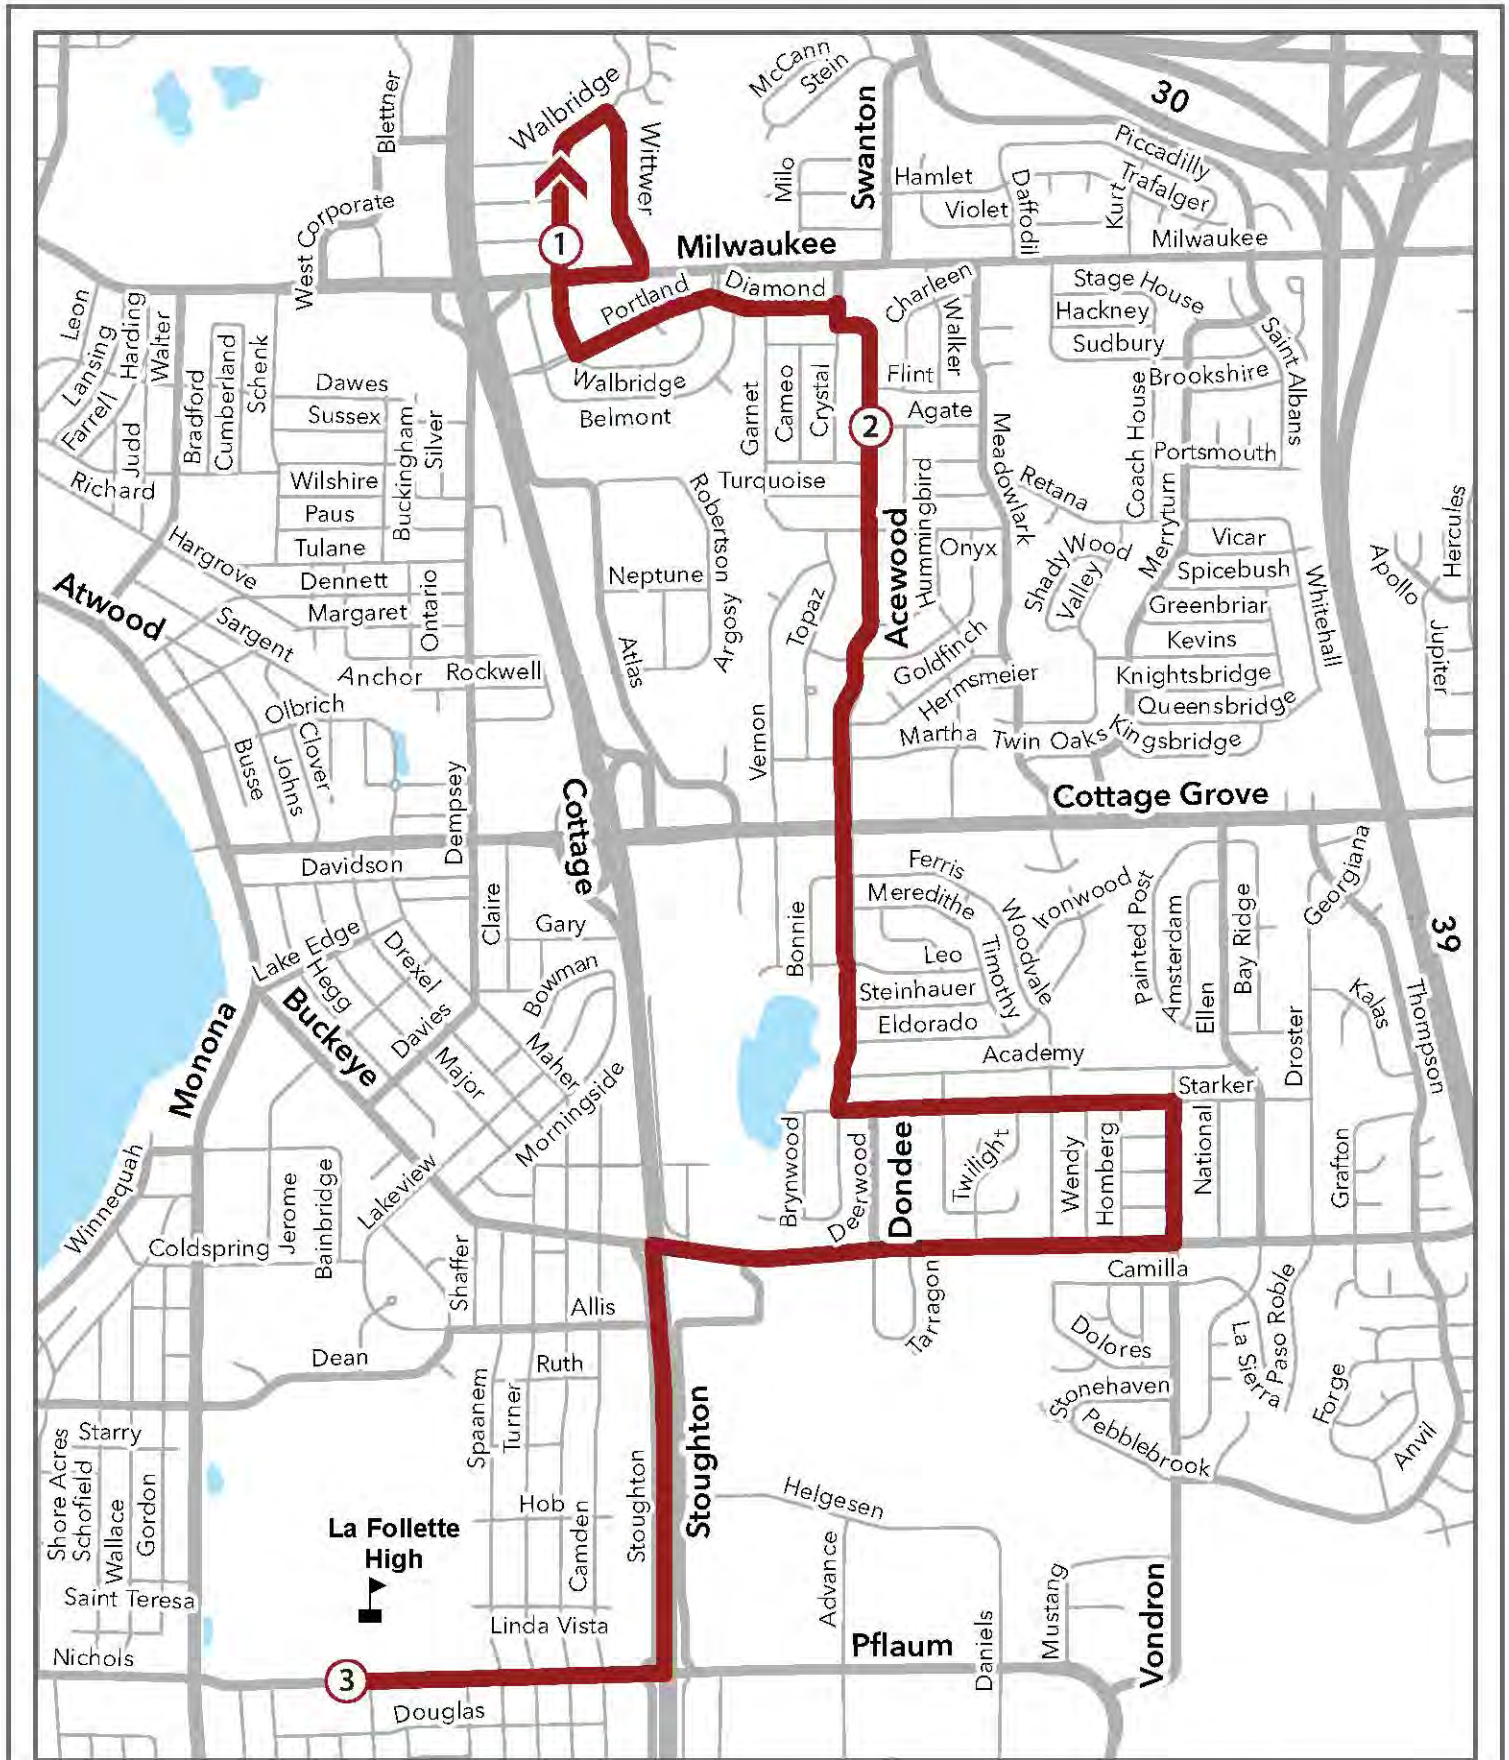 McCann
Stein
30
Blettner
Walbridge
Wittwer
Swanton
Milo
Hamlet
Violet
Daffodil
Kurt
Piccadilly
Trafalger
Milwaukee
West Corporate
1
Milwaukee
Portland
Diamond
Charleen
Walker
Stage House
Hackney
Sudbury
Saint Albans
Leon
Lansing
Harding
Walter
Farrell
Judd
Bradford
Cumberland
Schenk
Dawes
Sussex
Buckingham
Silver
Walbridge
Belmont
Garnet
Cameo
Crystal
Flint
Agate
2
Brookshire
Coach House
Portsmouth
Richard
Wilshire
Paus
Tulane
Turquoise
Robertson
Meadowlark
Retana
Merryturn
Vicar
Spicebush
Hercules
Apollo
Hargrove
Dennett
Margaret
Ontario
Neptune
Argosy
Topaz
Acewood
Hummingbird
Onyx
Shady Wood
Valley
Greenbriar
Kevins
Whitehall
Jupiter
Atwood
Sargent
Anchor
Rockwell
Atlas
Goldfinch
Hermsmeier
Knightsbridge
Queensbridge
Kingsbridge
Olbrich
Clover
Johns
Busse
Vernon
Martha
Twin Oaks
Dempsey
Cottage
Cottage Grove
Davidson
Claire
Gary
Ferris
Meredithe
Bonnie
Leo
Timothy
Woodvale
Ironwood
Painted Post
Amsterdam
Ellen
Bay Ridge
Georgiana
39
Lake Edge
Hegg
Drexel
Bowman
Steinhauer
Eldorado
Kalas
Thompson
Droster
Monona
Buckeye
Davies
Major
Maher
Morningside
Academy
Starker
Winnequah
Jerome
Bainbridge
Lakeview
Brynwood
Deerwood
Dondee
Twilight
Wendy
Homberg
National
Grafton
Coldspring
Shaffer
Allis
Tarragon
Camilla
Dolores
La Sierra
Paso Roble
Dean
Ruth
Spaanem
Turner
Stonehaven
Pebblebrook
Forge
Anvil
Starry
Shore Acres
Schofield
Wallace
Gordon
Hob
Camden
Stoughton
Stoughton
Helgesen
Advance
La Follette
High
Saint Teresa
Linda Vista
Nichols
3
Douglas
Pflaum
Daniels
Mustang
Vondron